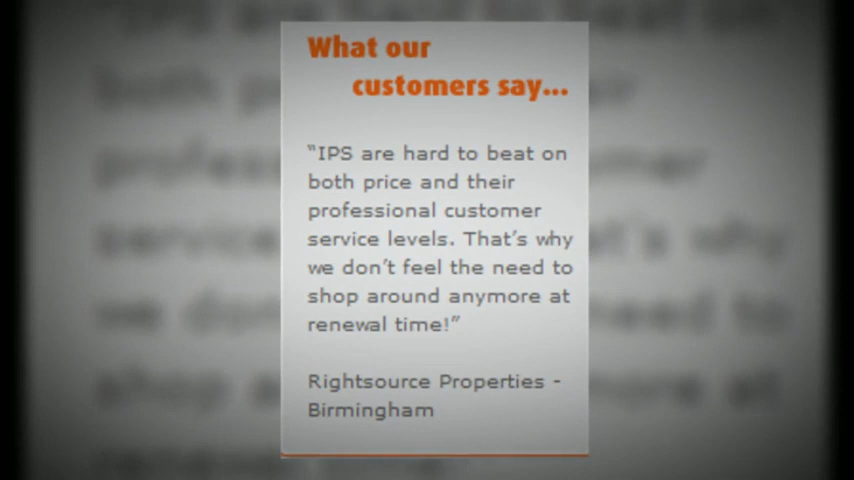 What our
customers say...
“IPS are hard to beat on
both price and their
professional customer
service levels. That’s why
we don’t feel the need to
shop around anymore at
renewal time!”
Rightsource Properties -
Birmingham